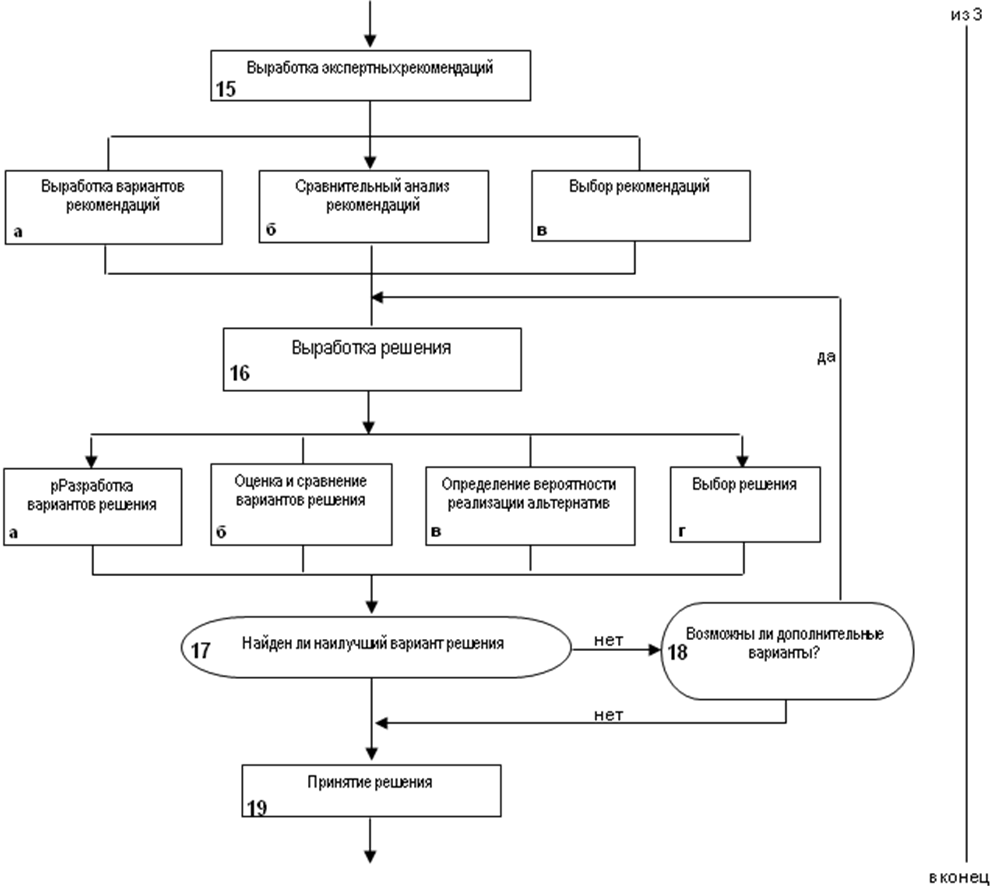 из 3
Выработка экспертныхрекомендаций
15
Выработка вариантов
рекомендаций
а
Сравнительный анализ
рекомендаций
б
Выбор рекомендаций
в
Выработка решения
16
да
рРазработка
вариантов решения
а
Оценка и сравнение
вариантов решения
б
Определение вероятности
реализации альтернатив
в
Выбор решения
г
Найден ли наилучший вариант решения
17
нет
Возможны ли дополнительные
варианты?
18
нет
Принятие решения
19
в конец